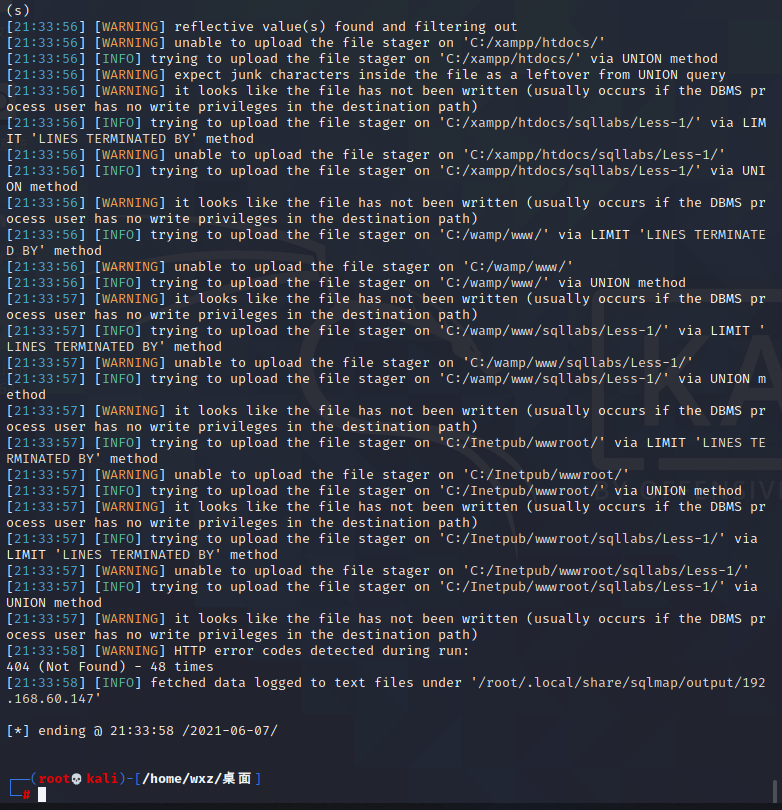 (s)
[21:33:56] [WARNING] reflective value(s) found and filtering out
[21:33:56] [WARNING] unable to upload the file stager on 'C:/xampp/htdocs/'
[21:33:56] [INFO] trying to upload the file stager on 'C:/xampp/htdocs/' via UNION method
[21:33:56] [WARNING] expect junk characters inside the file as a leftover from UNION query
[21:33:56] [WARNING] it looks like the file has not been written (usually occurs if the DBMS pr
ocess user has no write privileges in the destination path)
[21:33:56] [INFO] trying to upload the file stager on 'C:/xampp/htdocs/sqllabs/Less-1/' via LIM
IT 'LINES TERMINATED BY' method
[21:33:56] [WARNING] unable to upload the file stager on 'C:/xampp/htdocs/sqllabs/Less-1/'
[21:33:56] [INFO] trying to upload the file stager on 'C:/xampp/htdocs/sqllabs/Less-1/' via UNI
ON method
[21:33:56] [WARNING] it looks like the file has not been written (usually occurs if the DBMS pr
ocess user has no write privileges in the destination path)
[21:33:56] [INFO] trying to upload the file stager on 'C:/wamp/www/' via LIMIT 'LINES TERMINATE
D BY' method
[21:33:56] [WARNING] unable to upload the file stager on 'C:/wamp/www/'
[21:33:56] [INFO] trying to upload the file stager on 'C:/wamp/www/' via UNION method
[21:33:57] [WARNING] it looks like the file has not been written (usually occurs if the DBMS pr
ocess user has no write privileges in the destination path)
[21:33:57] [INFO] trying to upload the file stager on 'C:/wamp/www/sqllabs/Less-1/' via LIMIT '
LINES TERMINATED BY' method
[21:33:57] [WARNING] unable to upload the file stager on 'C:/wamp/www/sqllabs/Less-1/'
[21:33:57] [INFO] trying to upload the file stager on 'C:/wamp/www/sqllabs/Less-1/' via UNION m
ethod
[21:33:57] [WARNING] it looks like the file has not been written (usually occurs if the DBMS pr
ocess user has no write privileges in the destination path)
[21:33:57] [INFO] trying to upload the file stager on 'C:/Inetpub/wwwroot/' via LIMIT 'LINES TE
RMINATED BY' method
[21:33:57] [WARNING] unable to upload the file stager on 'C:/Inetpub/wwwroot/'
[21:33:57] [INFO] trying to upload the file stager on 'C:/Inetpub/wwwroot/' via UNION method
[21:33:57] [WARNING] it looks like the file has not been written (usually occurs if the DBMS pr
ocess user has no write privileges in the destination path)
[21:33:57] [INFO] trying to upload the file stager on 'C:/Inetpub/wwwroot/sqllabs/Less-1/' via
LIMIT 'LINES TERMINATED BY' method
[21:33:57] [WARNING] unable to upload the file stager on 'C:/Inetpub/wwwroot/sqllabs/Less-1/'
[21:33:57] [INFO] trying to upload the file stager on 'C:/Inetpub/wwwroot/sqllabs/Less-1/' via
UNION method
[21:33:57] [WARNING] it looks like the file has not been written (usually occurs if the DBMS pr
ocess user has no write privileges in the destination path)
[21:33:58] [WARNING] HTTP error codes detected during run:
404 (Not Found) - 48 times
[21:33:58] [INFO] fetched data logged to text files under '/root/.local/share/sqlmap/output/192
.168.60.147'
[*] ending @ 21:33:58 /2021-06-07/
┌──(root💀kali)-[/home/wxz/桌面]
└─#
KA
BY OFFENSIVE